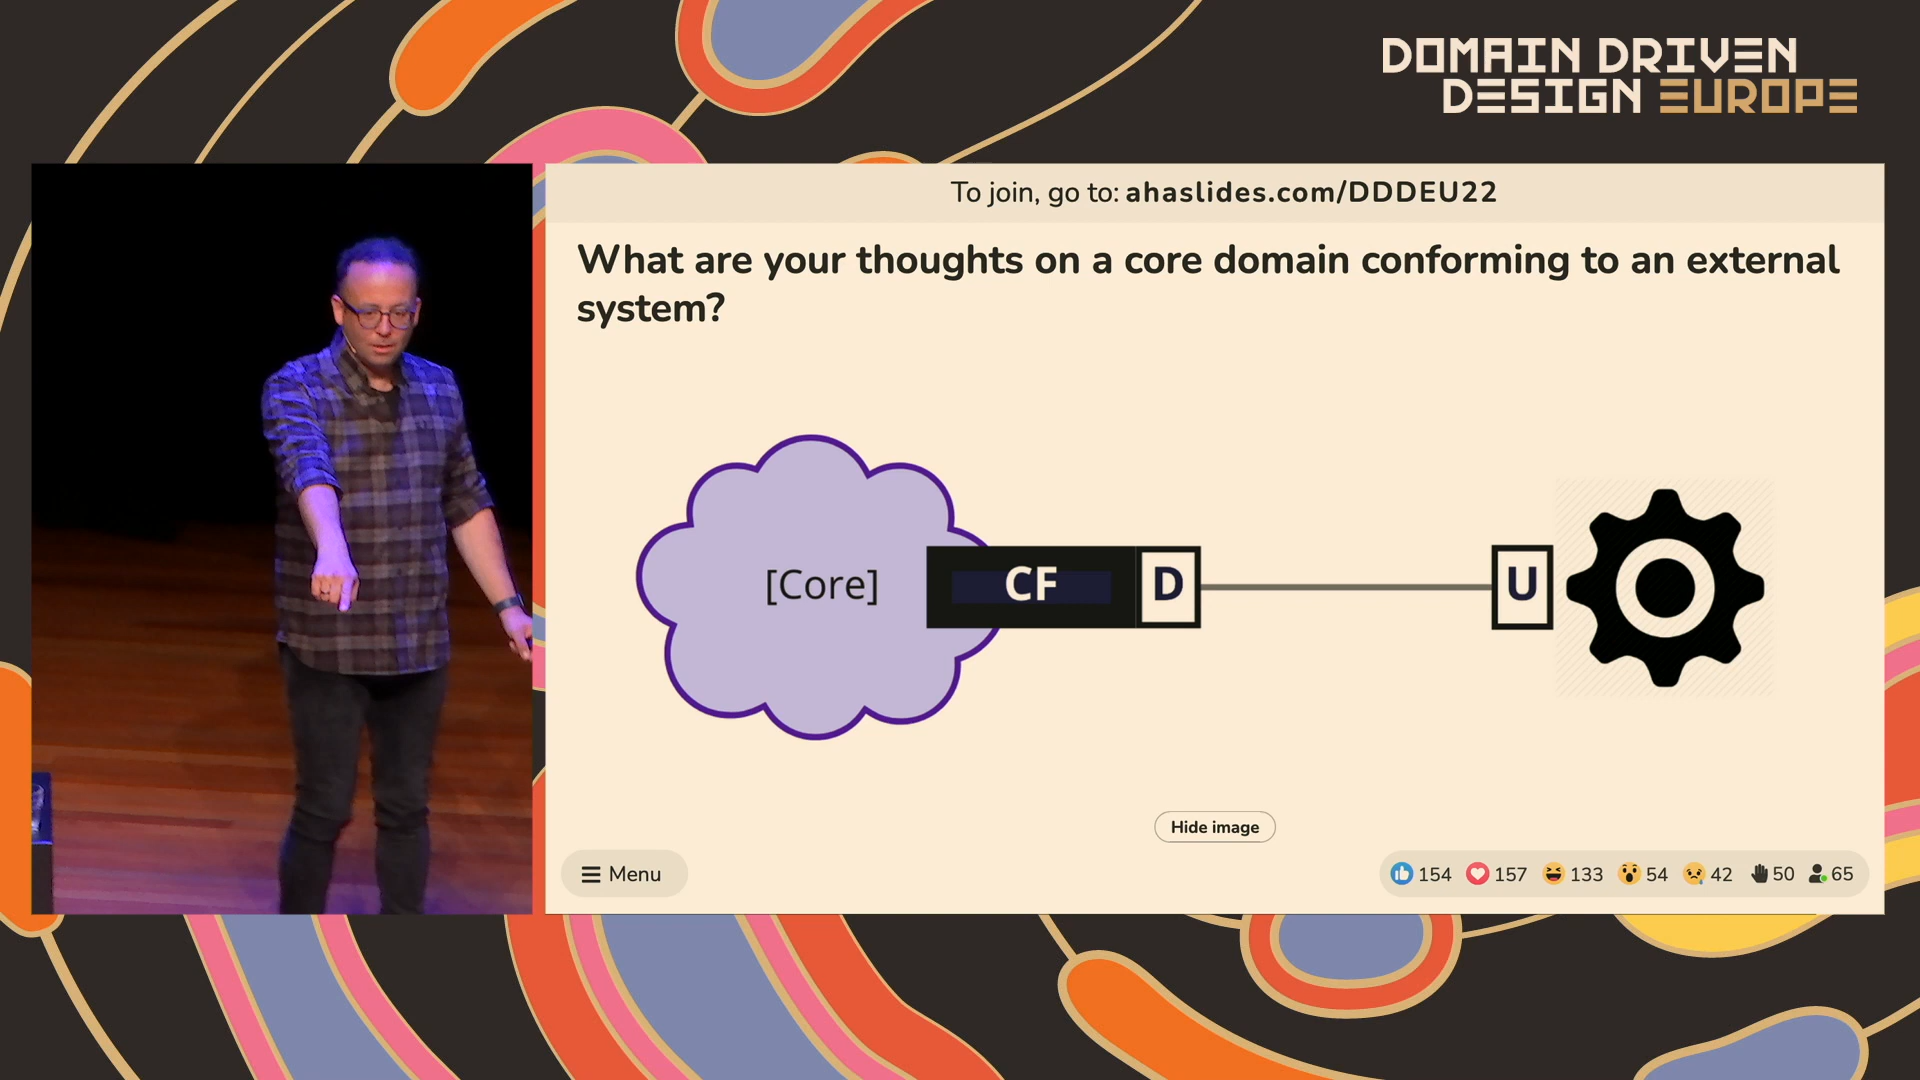 DOMAIN DRIVEN
DESIGN EUROPE
To join, go to: ahaslides.com/DDDEU22
What are your thoughts on a core domain conforming to an external
system?
[Core]
CF
D
U
Hide image
Menu
154 157 133 54 42 50 65